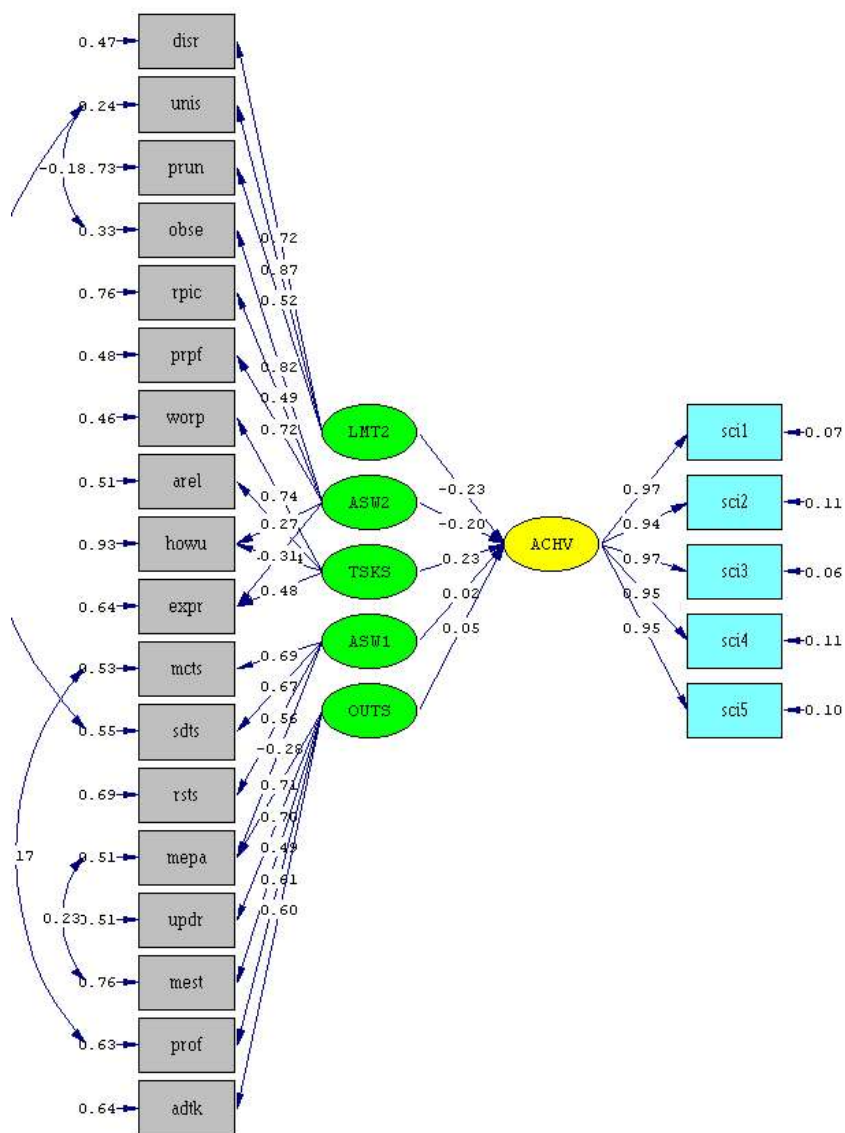 0.47 disr
0.24 unis
-0.18 .73 prun
0.33 obse
0.72
0.87
0.76 rpic
0.52
0.48 prpf
0.82
0.49
0.46 worp
0.72
LMT2
sci1 0.07
0.51 arel
0.74
-0.23
0.97
ASW2
sci2 0.11
0.27
-0.20
0.94
0.93 howu
-0.31
TSKS
0.23
ACHV
0.97
sci3 0.06
0.48
0.02
0.95
0.64 expr
ASW1
0.05
0.95
sci4 0.11
0.53 mcts
0.69
0.67
OUTS
sci5 0.10
0.55 sdts
0.56
-0.28
0.69 rsts
0.71
0.70
17
0.51 mepa
0.49
0.61
0.23 0.51 updr
0.60
0.76 mest
0.63 prof
0.64 adtk